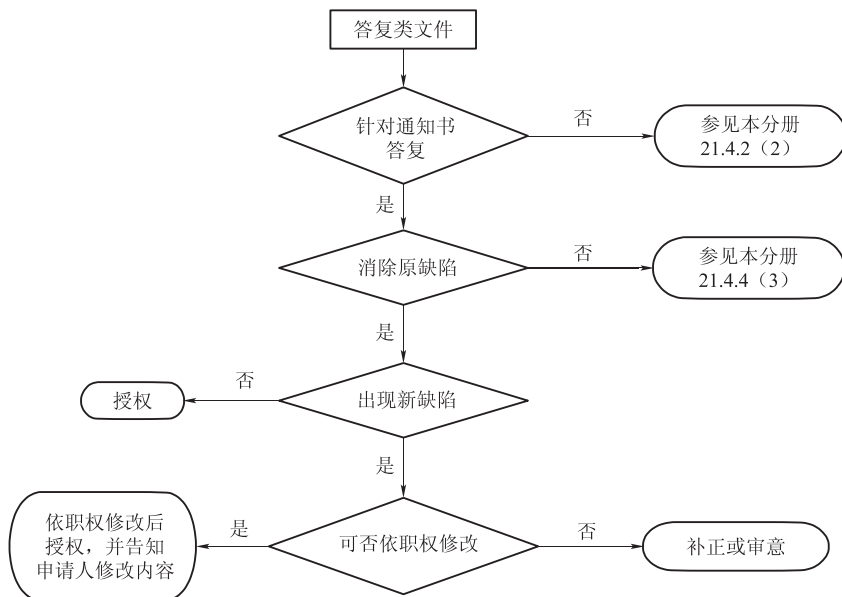 答复类文件
针对通知书
答复
否
参见本分册
21.4.2（2）
是
消除原缺陷
否
参见本分册
21.4.4（3）
是
否
授权
出现新缺陷
是
依职权修改后
授权，并告知
申请人修改内容
是
可否依职权修改
否
补正或审意